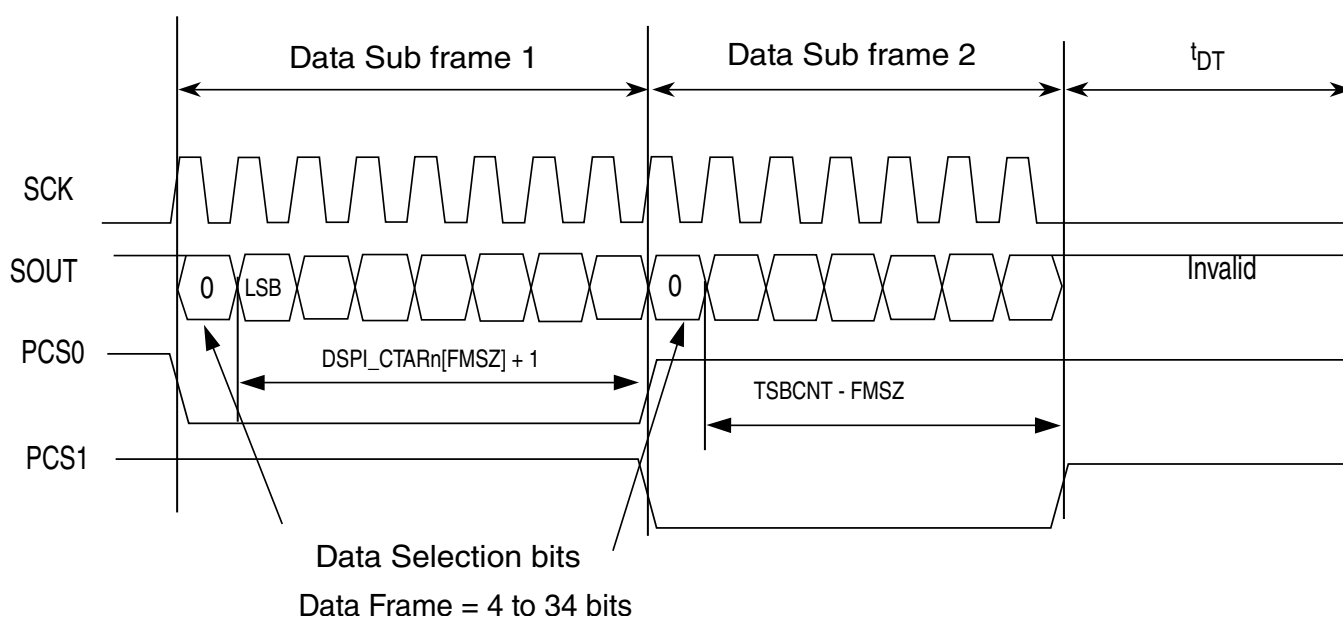 Data Sub frame 1
Data Sub frame 2
tDT
SCK
SOUT
0
LSB
0
Invalid
PCS0
DSPI_CTARn[FMSZ] + 1
TSBCNT - FMSZ
PCS1
Data Selection bits
Data Frame = 4 to 34 bits